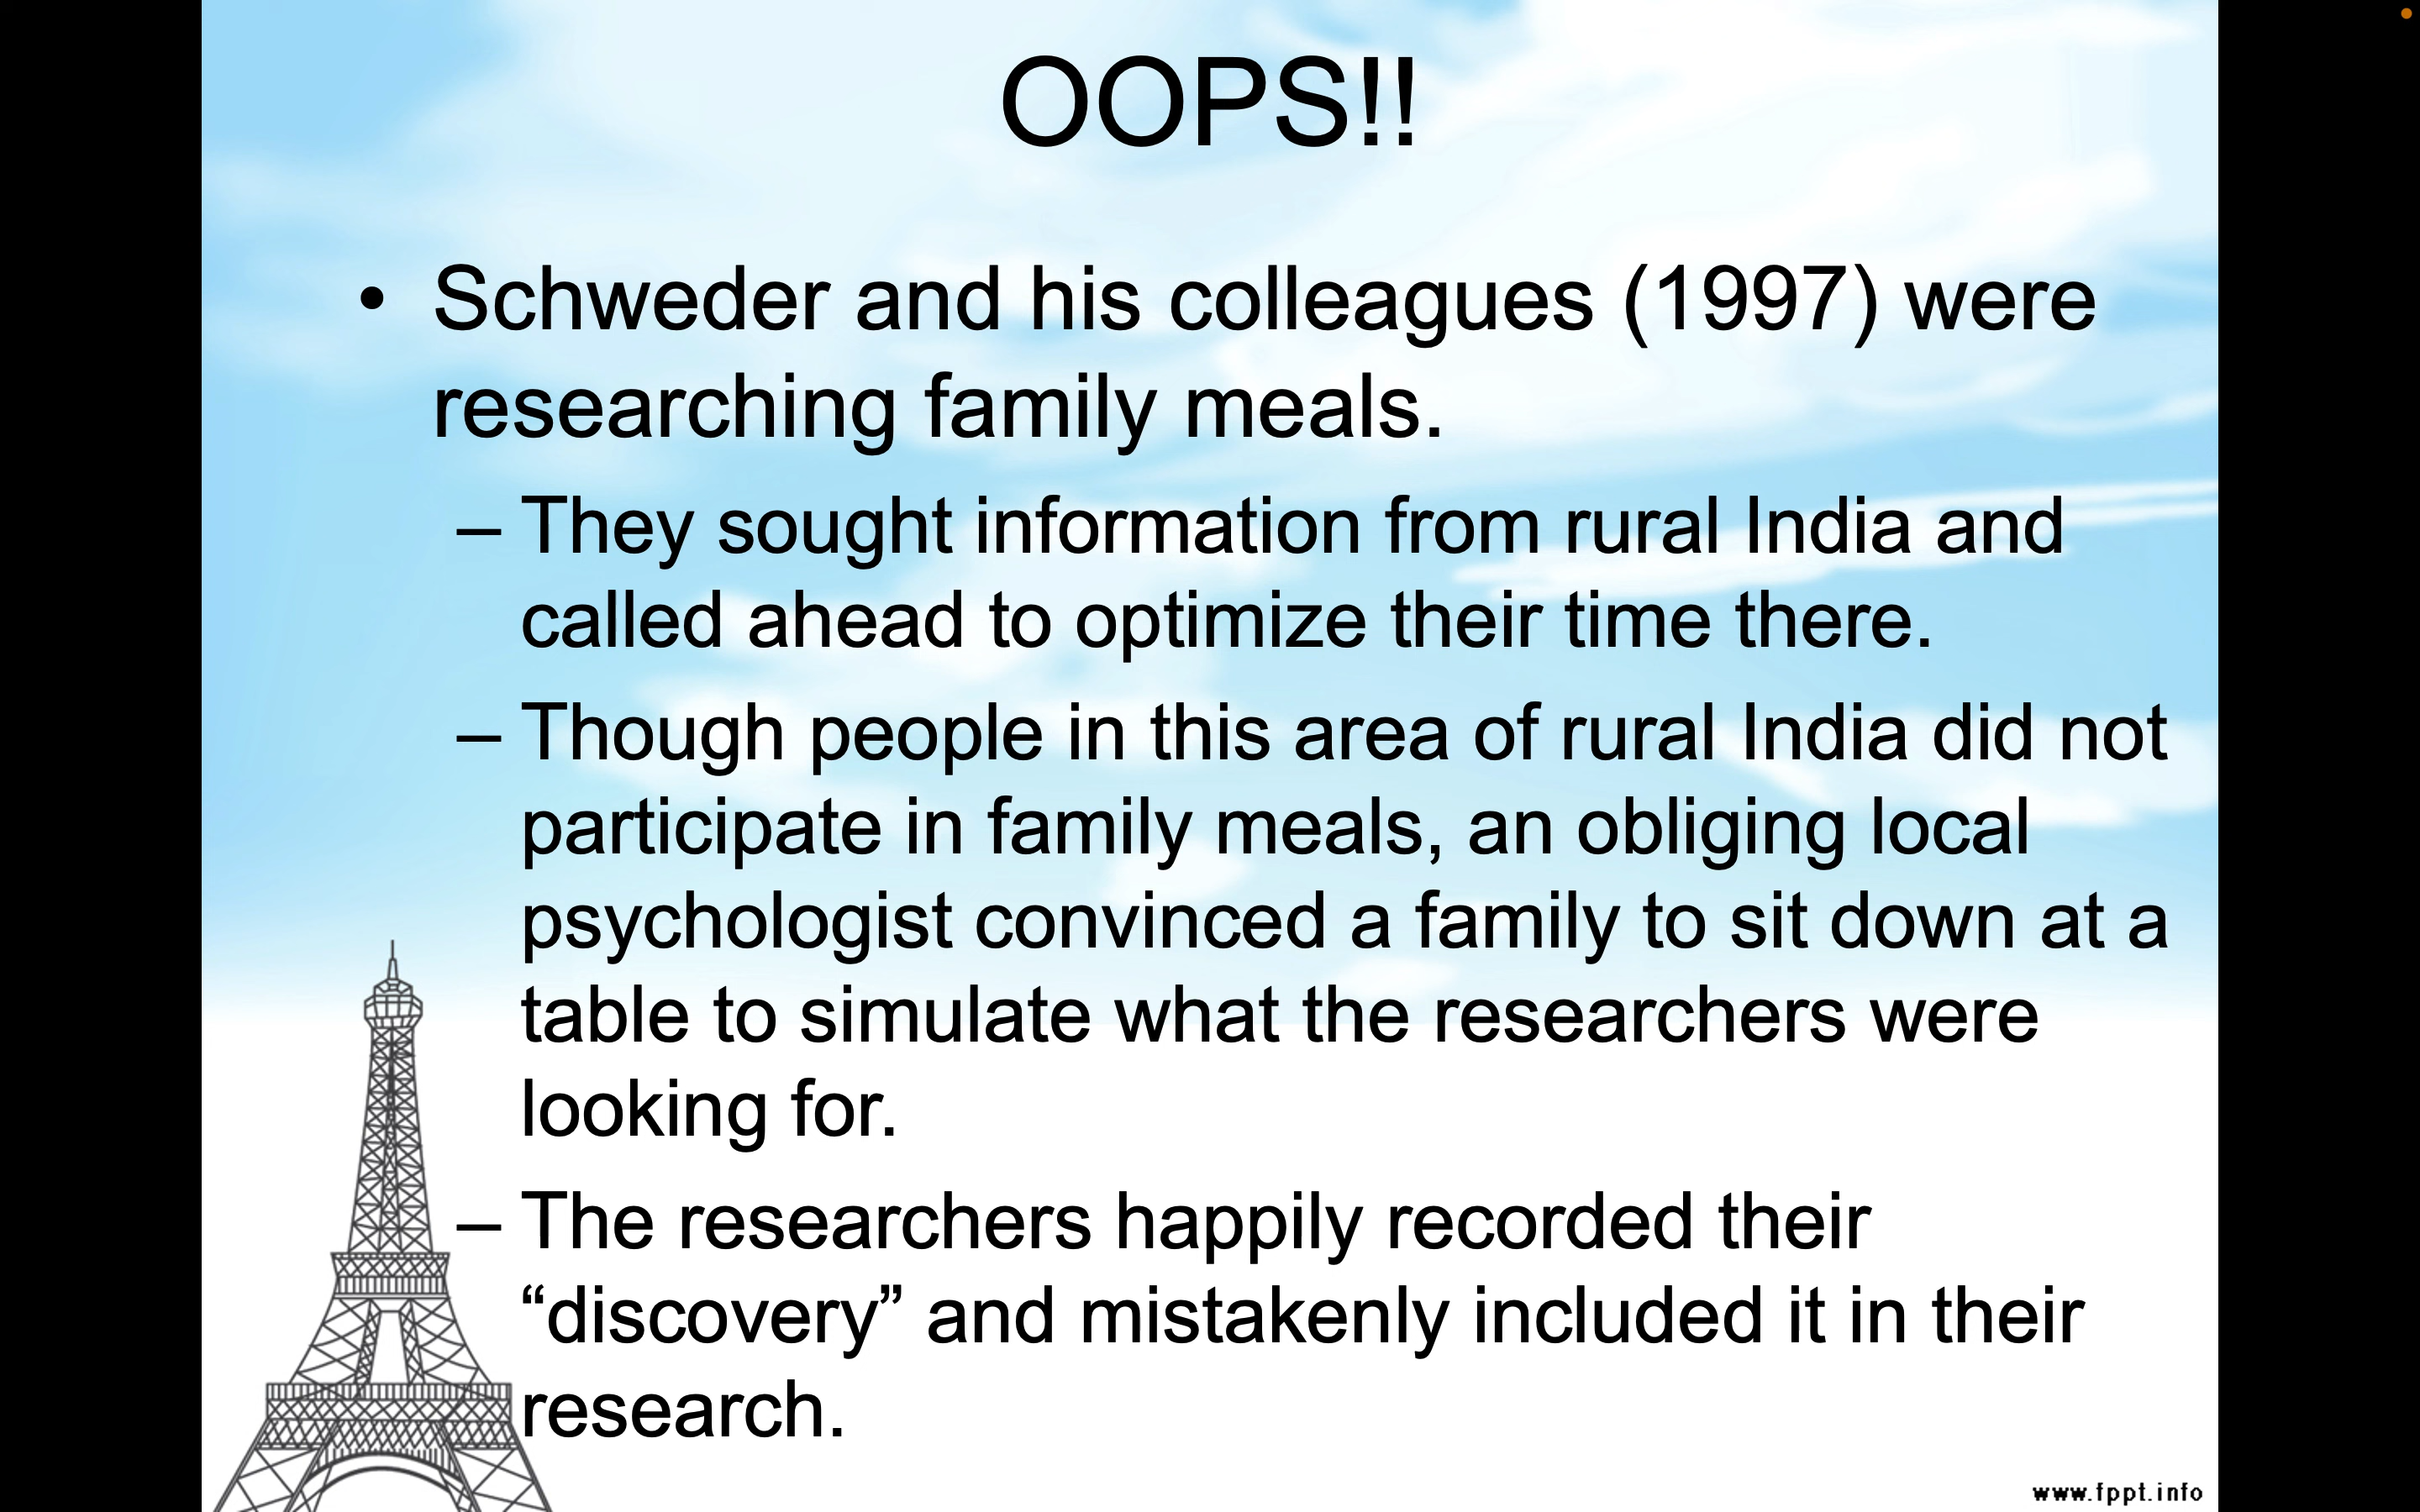 OOPS!!
• Schweder and his colleagues (1997) were
researching family meals.
– They sought information from rural India and
called ahead to optimize their time there.
– Though people in this area of rural India did not
participate in family meals, an obliging local
psychologist convinced a family to sit down at a
table to simulate what the researchers were
looking for.
– The researchers happily recorded their
“discovery” and mistakenly included it in their
research.
www.fppt.info